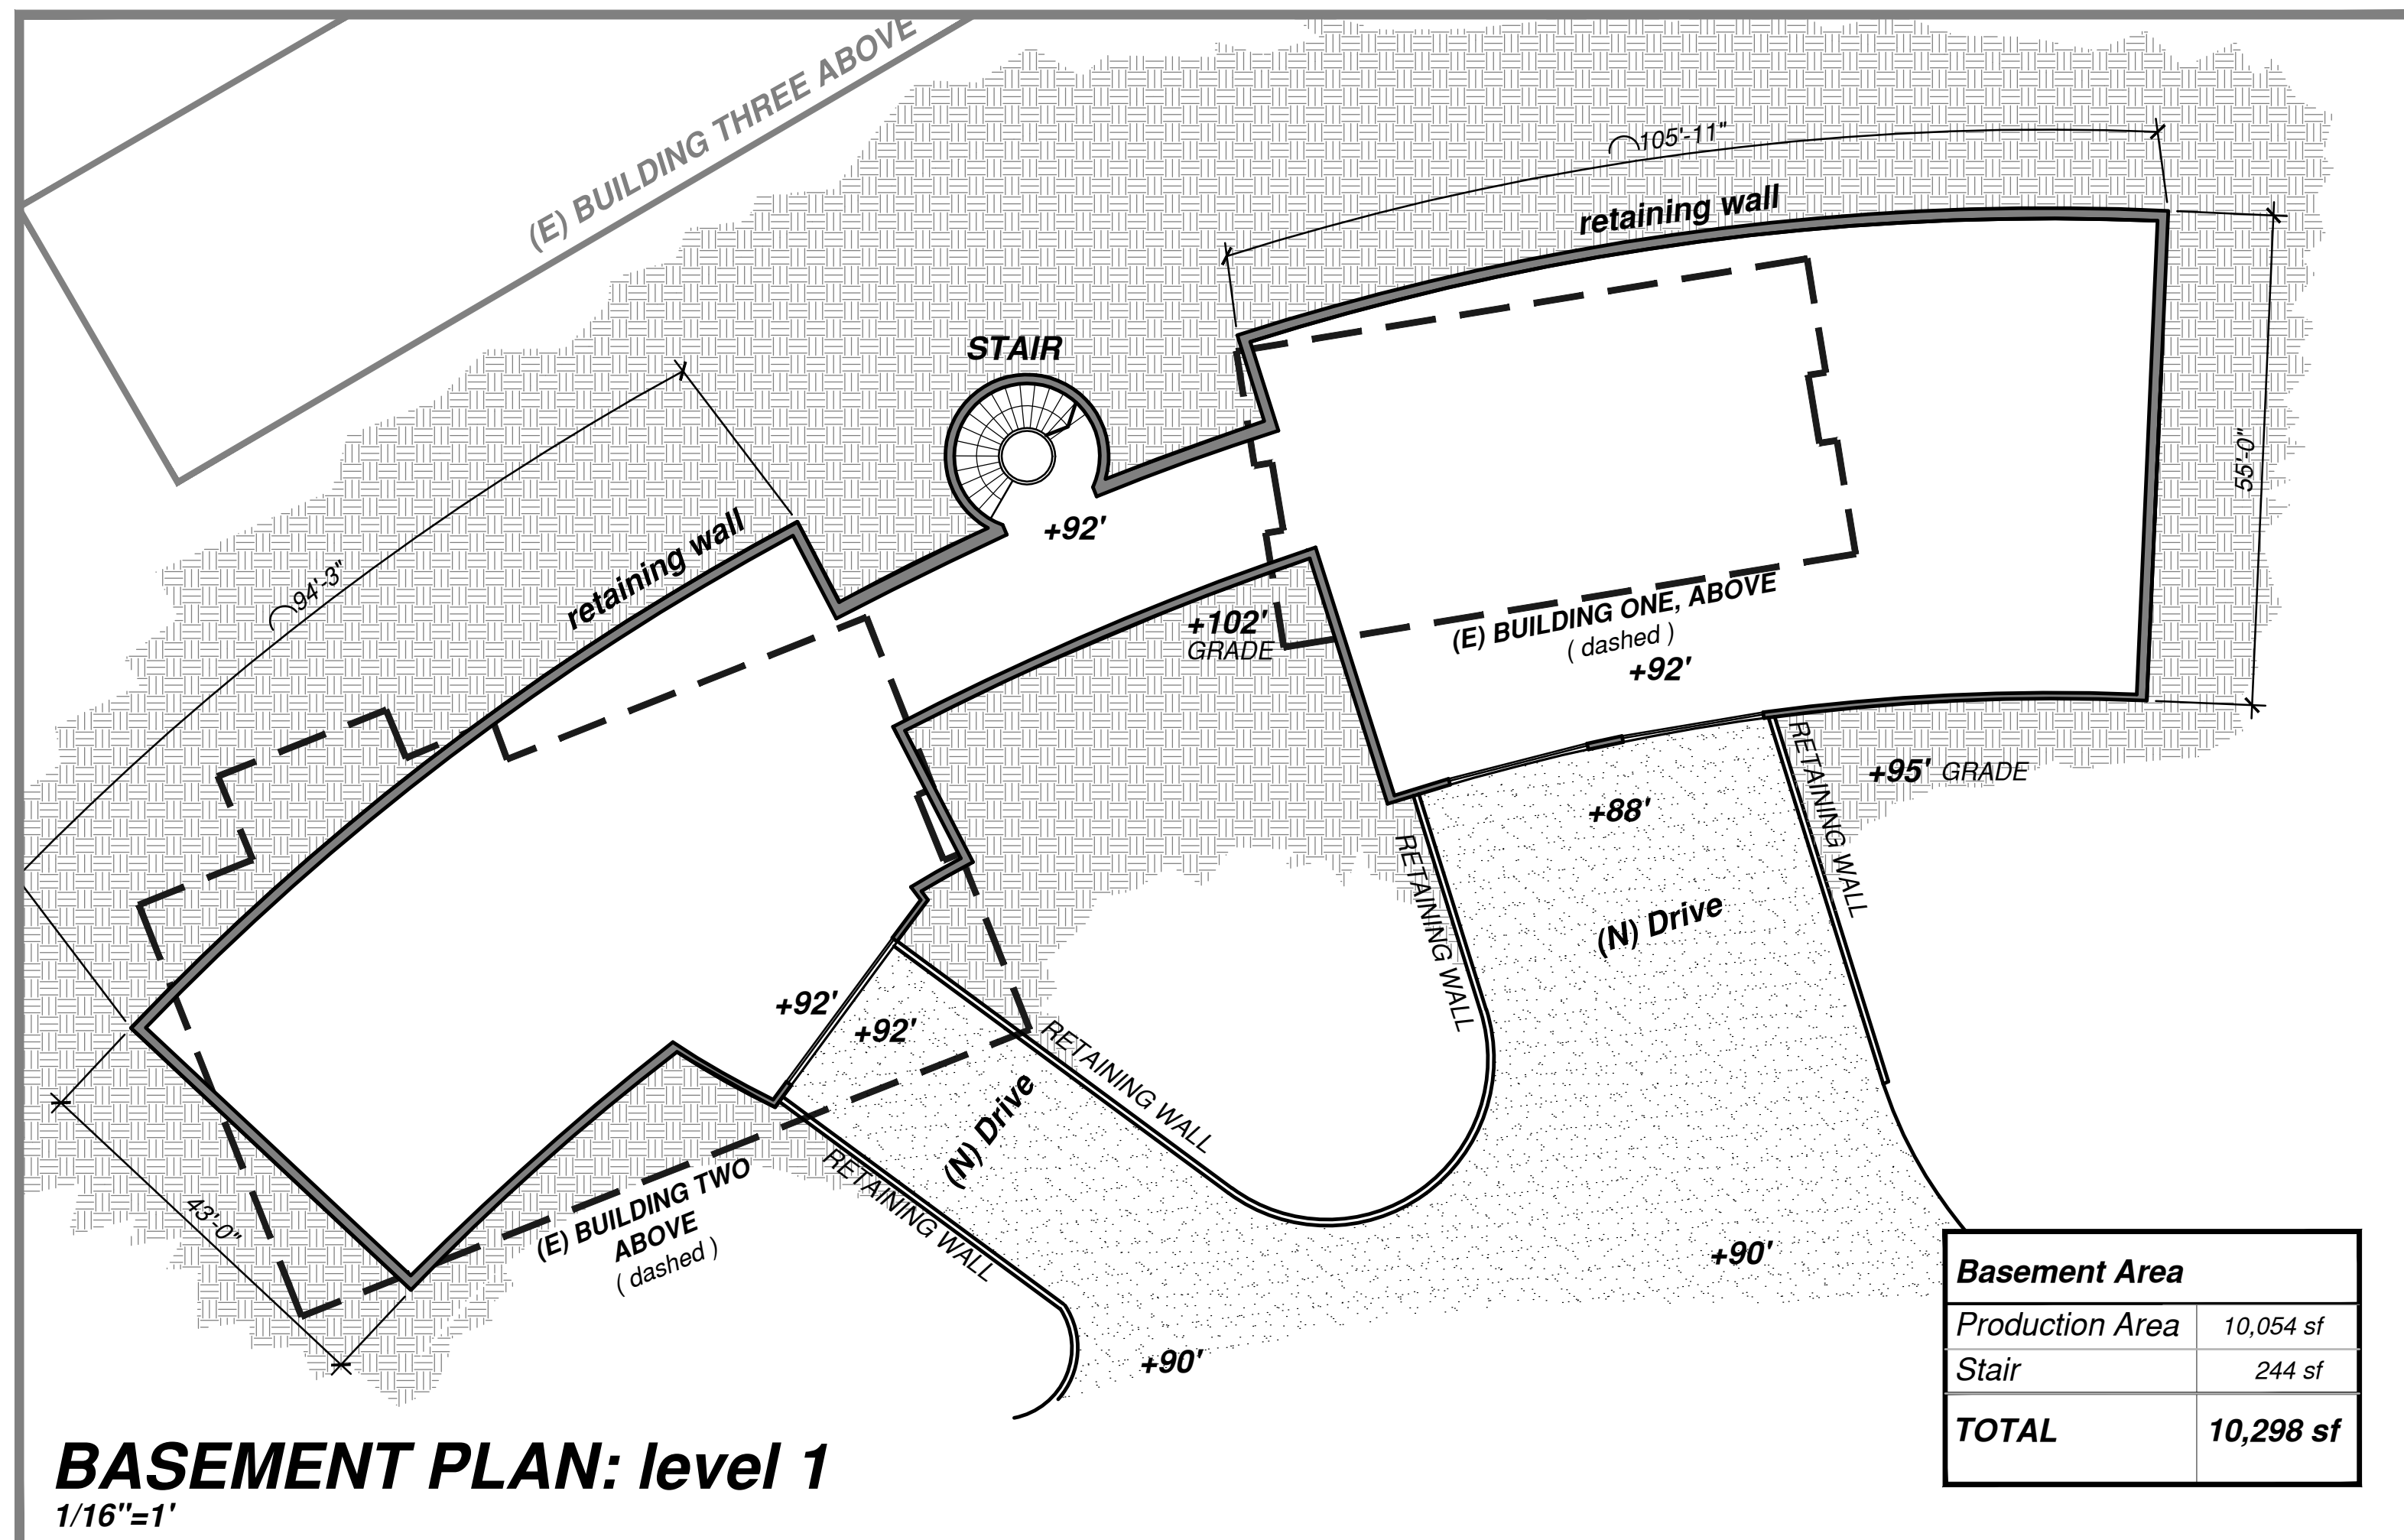 (E) BUILDING THREE ABOVE
105'-11"
retaining wall
STAIR
55'-0"
+92'
retaining wall
94'-3"
+102'
GRADE
(E) BUILDING ONE, ABOVE
( dashed )
+92'
RETAINING WALL
+95' GRADE
+88'
RETAINING WALL
(N) Drive
+92'
+92'
RETAINING WALL
(N) Drive
RETAINING WALL
43'-0"
(E) BUILDING TWO
ABOVE
( dashed )
+90'
+90'
Basement Area
Production Area 10,054 sf
Stair 244 sf
TOTAL 10,298 sf
BASEMENT PLAN: level 1
1/16"=1'